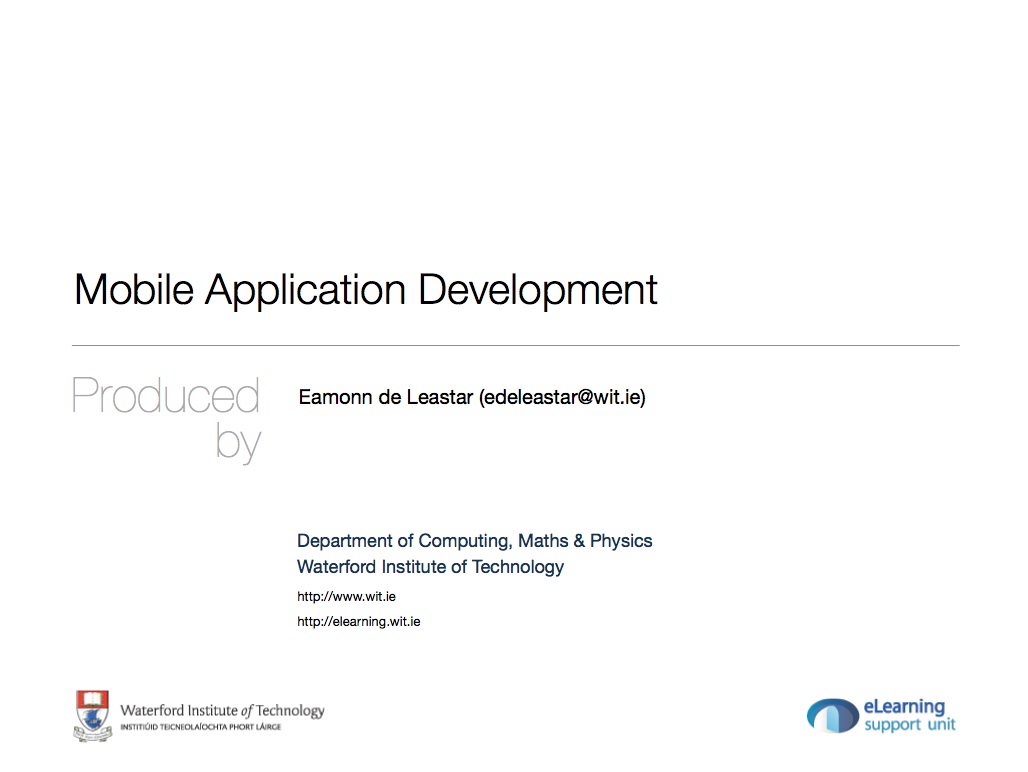 Mobile Application Development
Produced
by
Eamonn de Leastar (edeleastar@wit.ie)
Department of Computing, Maths & Physics
Waterford Institute of Technology
http://www.wit.ie
http://elearning.wit.ie
Waterford Institute of Technology
INSTITIÚID TEICNEOLAÍOCHTA PHORT LÁIRGE
eLearning
support unit